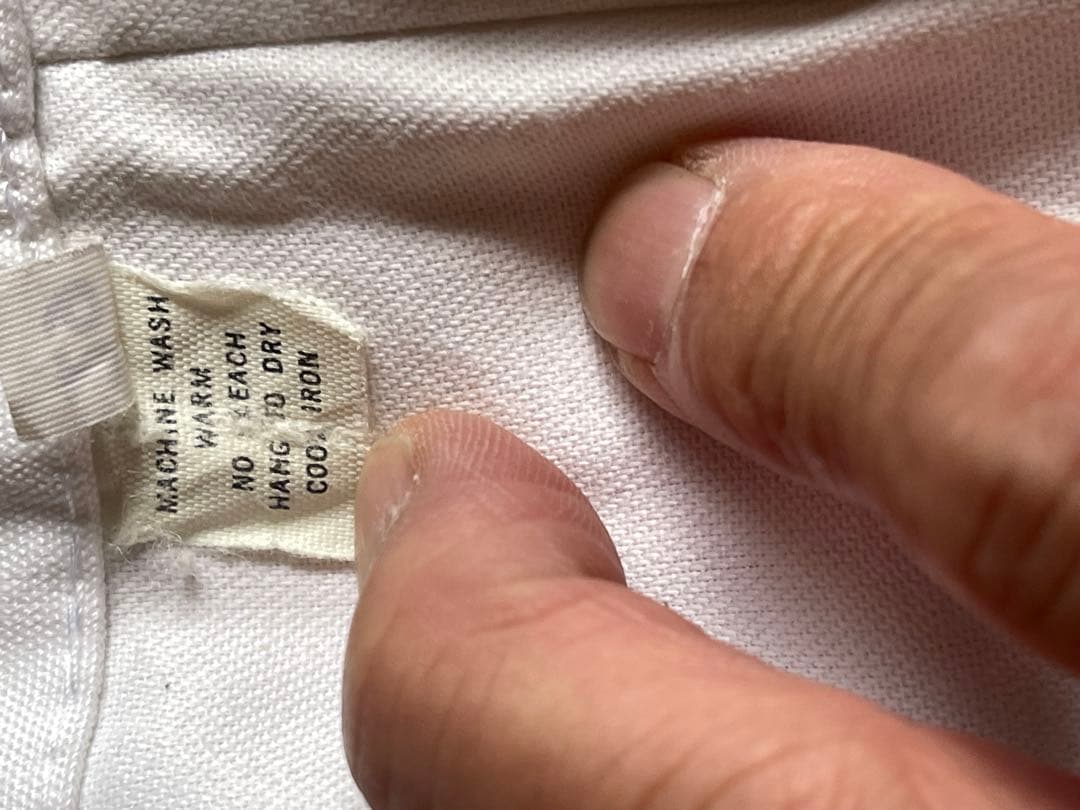 MACHINE WASH
WARM
NO BLEACH
HANG TO DRY
COOL IRON